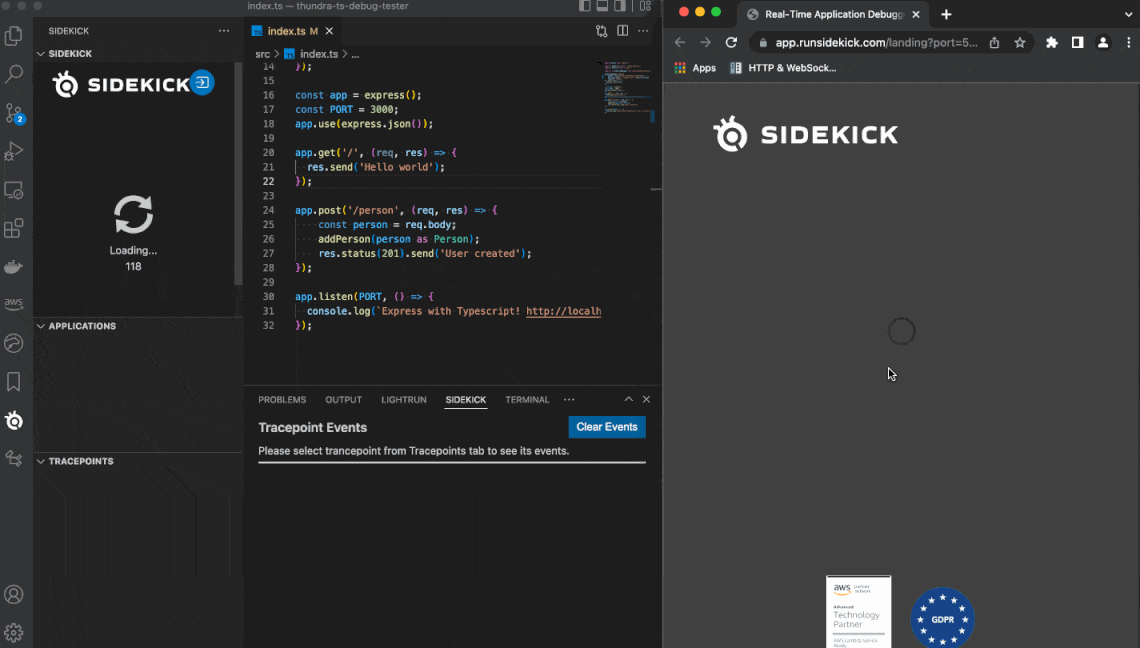 index.ts — thundra-ts-debug-tester
SIDEKICK
SIDEKICK
SIDEKICK
Loading...
118
APPLICATIONS
TRACEPOINTS
2
aws
index.ts M
src > index.ts > ...
14 });
15
16 const app = express();
17 const PORT = 3000;
18 app.use(express.json());
19
20 app.get('/', (req, res) => {
21 res.send('Hello world');
22 });
23
24 app.post('/person', (req, res) => {
25 const person = req.body;
26 addPerson(person as Person);
27 res.status(201).send('User created');
28 });
29
30 app.listen(PORT, () => {
31 console.log(`Express with Typescript! http://localh
32 });
PROBLEMS OUTPUT LIGHTRUN SIDEKICK TERMINAL ...
Tracepoint Events
Clear Events
Please select trancepoint from Tracepoints tab to see its events.
Real-Time Application Debugg
app.runsidekick.com/landing?port=5...
Apps HTTP & WebSock...
SIDEKICK
aws partner network
Advanced
Technology
Partner
GDPR